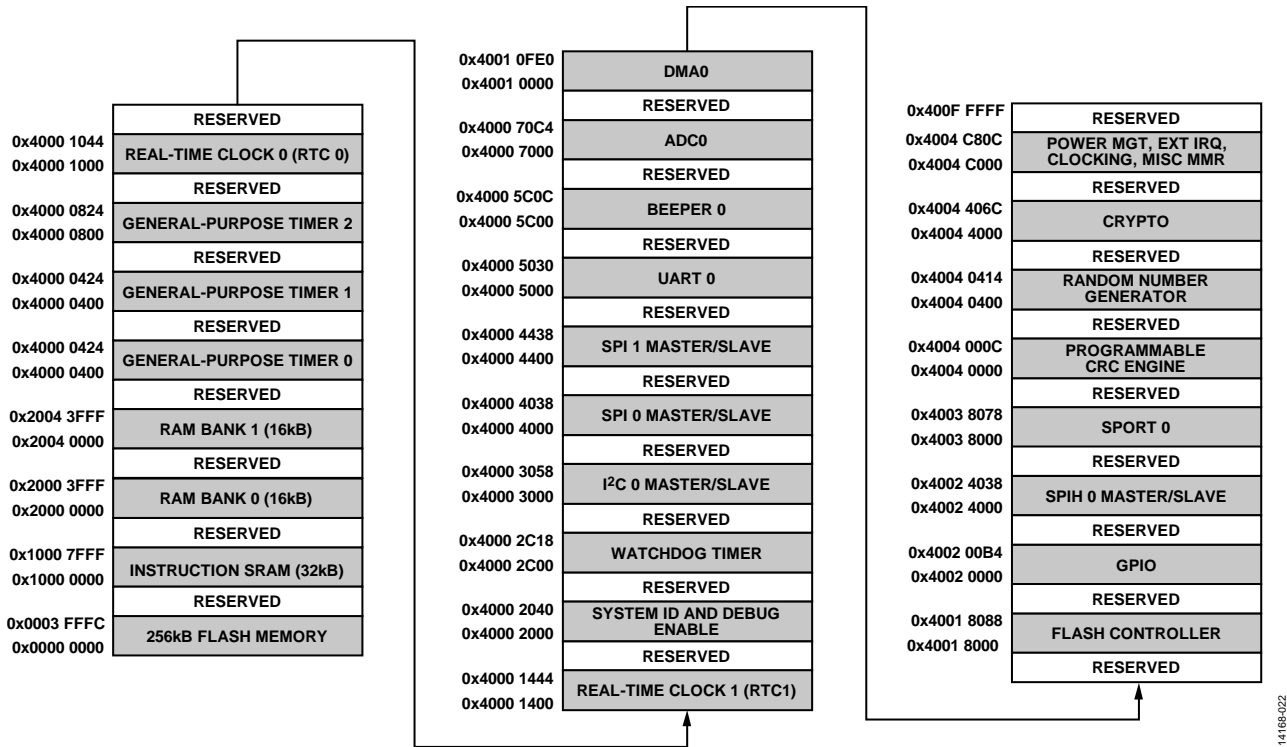 RESERVED
0x4000 1044
REAL-TIME CLOCK 0 (RTC 0)
0x4000 1000
RESERVED
0x4000 0824
GENERAL-PURPOSE TIMER 2
0x4000 0800
RESERVED
0x4000 0424
GENERAL-PURPOSE TIMER 1
0x4000 0400
RESERVED
0x4000 0424
GENERAL-PURPOSE TIMER 0
0x4000 0400
RESERVED
0x2004 3FFF
RAM BANK 1 (16kB)
0x2004 0000
RESERVED
0x2000 3FFF
RAM BANK 0 (16kB)
0x2000 0000
RESERVED
0x1000 7FFF
INSTRUCTION SRAM (32kB)
0x1000 0000
RESERVED
0x0003 FFFC
256kB FLASH MEMORY
0x0000 0000
0x4001 0FE0
DMA0
0x4001 0000
RESERVED
0x4000 70C4
ADC0
0x4000 7000
RESERVED
0x4000 5C0C
BEEPER 0
0x4000 5C00
RESERVED
0x4000 5030
UART 0
0x4000 5000
RESERVED
0x4000 4438
SPI 1 MASTER/SLAVE
0x4000 4400
RESERVED
0x4000 4038
SPI 0 MASTER/SLAVE
0x4000 4000
RESERVED
0x4000 3058
I2C 0 MASTER/SLAVE
0x4000 3000
RESERVED
0x4000 2C18
WATCHDOG TIMER
0x4000 2C00
RESERVED
0x4000 2040
SYSTEM ID AND DEBUG
ENABLE
0x4000 2000
RESERVED
0x4000 1444
REAL-TIME CLOCK 1 (RTC1)
0x4000 1400
0x400F FFFF
RESERVED
0x4004 C80C
POWER MGT, EXT IRQ,
CLOCKING, MISC MMR
0x4004 C000
RESERVED
0x4004 406C
CRYPTO
0x4004 4000
RESERVED
0x4004 0414
RANDOM NUMBER
GENERATOR
0x4004 0400
RESERVED
0x4004 000C
PROGRAMMABLE
CRC ENGINE
0x4004 0000
RESERVED
0x4003 8078
SPORT 0
0x4003 8000
RESERVED
0x4002 4038
SPIH 0 MASTER/SLAVE
0x4002 4000
RESERVED
0x4002 00B4
GPIO
0x4002 0000
RESERVED
0x4001 8088
FLASH CONTROLLER
0x4001 8000
RESERVED
14168-022